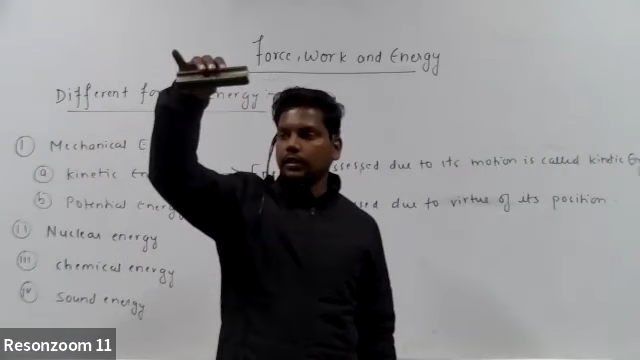 Force, Work and Energy
Different fo energy :-
① Mechanical E
ⓐ Kinetic En → E ssessed due to its motion is called kinetic En
ⓑ Potential energy ed due to virtue of its position.
ⅱ Nuclear energy
ⅲ chemical energy
ⅳ sound energy
Resonzoom 11